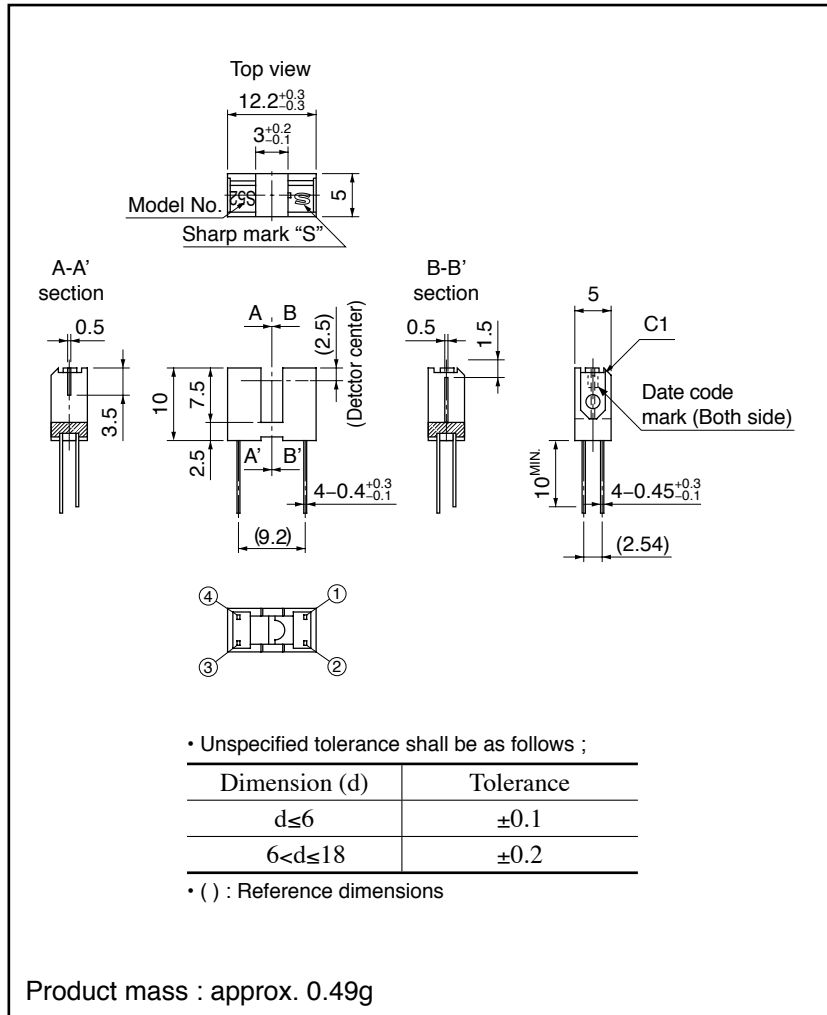 Top view
12.2+0.3−0.3
3+0.2−0.1
S52
S
5
Model No.
Sharp mark “S”
A-A’
section
B-B’
section
0.5
3.5
A B
(2.5)
(Detctor center)
10
7.5
2.5
A’ B’
4−0.4+0.3−0.1
(9.2)
0.5
1.5
5
C1
Date code
mark (Both side)
10MIN.
4−0.45+0.3−0.1
(2.54)
④ ①
③ ②
• Unspecified tolerance shall be as follows ;
Dimension (d) Tolerance
d≤6 ±0.1
6<d≤18 ±0.2
• ( ) : Reference dimensions
Product mass : approx. 0.49g